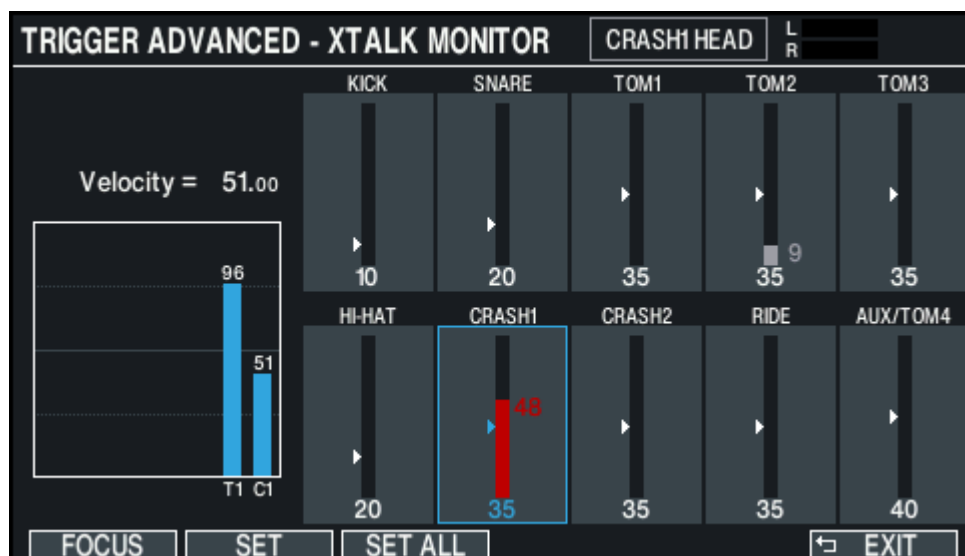 TRIGGER ADVANCED - XTALK MONITOR CRASH1 HEAD L
R
KICK SNARE TOM1 TOM2 TOM3
Velocity = 51.00
9
96
10 20 35 35 35
HI-HAT CRASH1 CRASH2 RIDE AUX/TOM4
51
48
T1 C1
20 35 35 35 40
FOCUS SET SET ALL EXIT